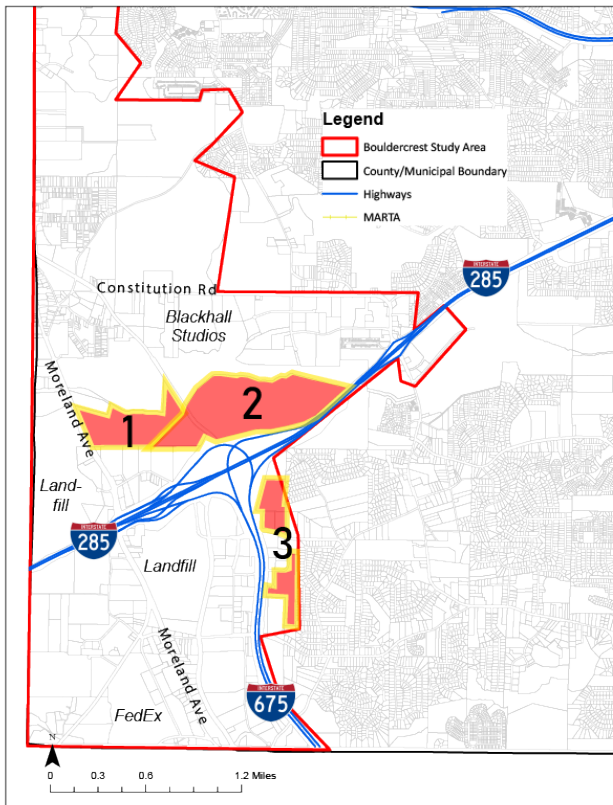 Legend
Bouldercrest Study Area
County/Municipal Boundary
Highways
MARTA
INTERSTATE
285
Constitution Rd
Blackhall
Studios
Moreland Ave
1
2
Land-
fill
INTERSTATE
285
3
Landfill
Moreland Ave
INTERSTATE
675
FedEx
N
0 0.3 0.6 1.2 Miles